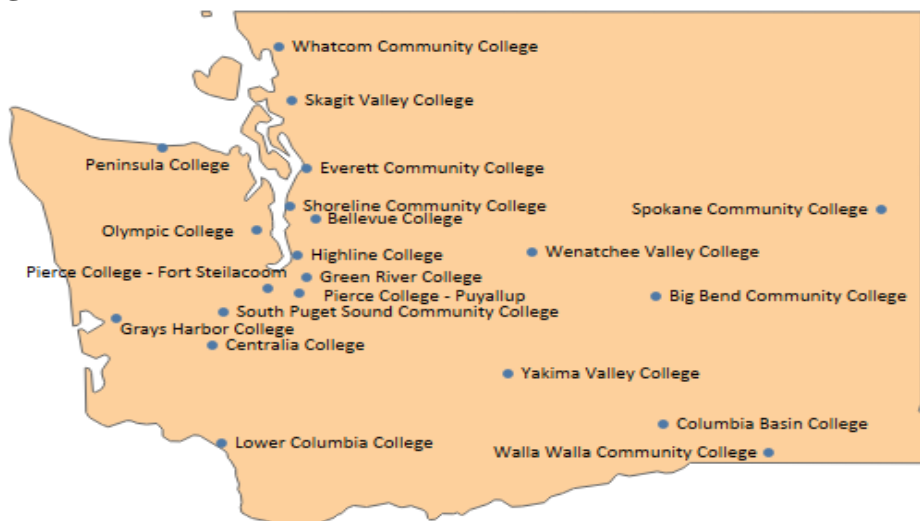 Whatcom Community College
Skagit Valley College
Peninsula College
Everett Community College
Shoreline Community College
Spokane Community College
Bellevue College
Olympic College
Highline College
Wenatchee Valley College
Pierce College - Fort Steilacoom
Green River College
Pierce College - Puyallup
Big Bend Community College
South Puget Sound Community College
Grays Harbor College
Centralia College
Yakima Valley College
Columbia Basin College
Lower Columbia College
Walla Walla Community College